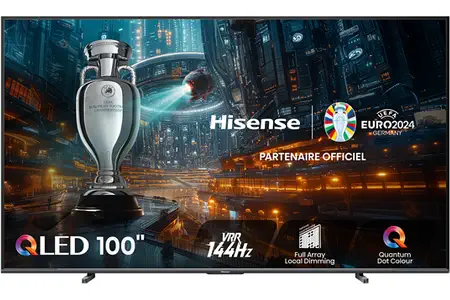 Hisense
UEFA
EURO2024
GERMANY
PARTENAIRE OFFICIEL
QLED 100"
VRR
144Hz
Full Array
Local Dimming
Quantum
Dot Colour